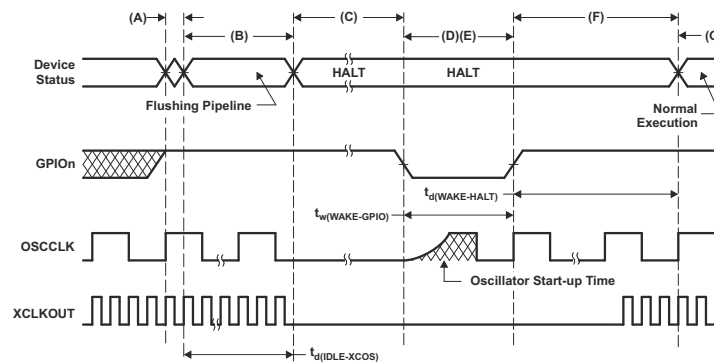 (A)
(B)
(C)
(D)(E)
(F)
Device
Status
HALT
HALT
Flushing Pipeline
Normal
Execution
GPIOn
td(WAKE-HALT)
tw(WAKE-GPIO)
OSCCLK
Oscillator Start-up Time
XCLKOUT
td(IDLE-XCOS)